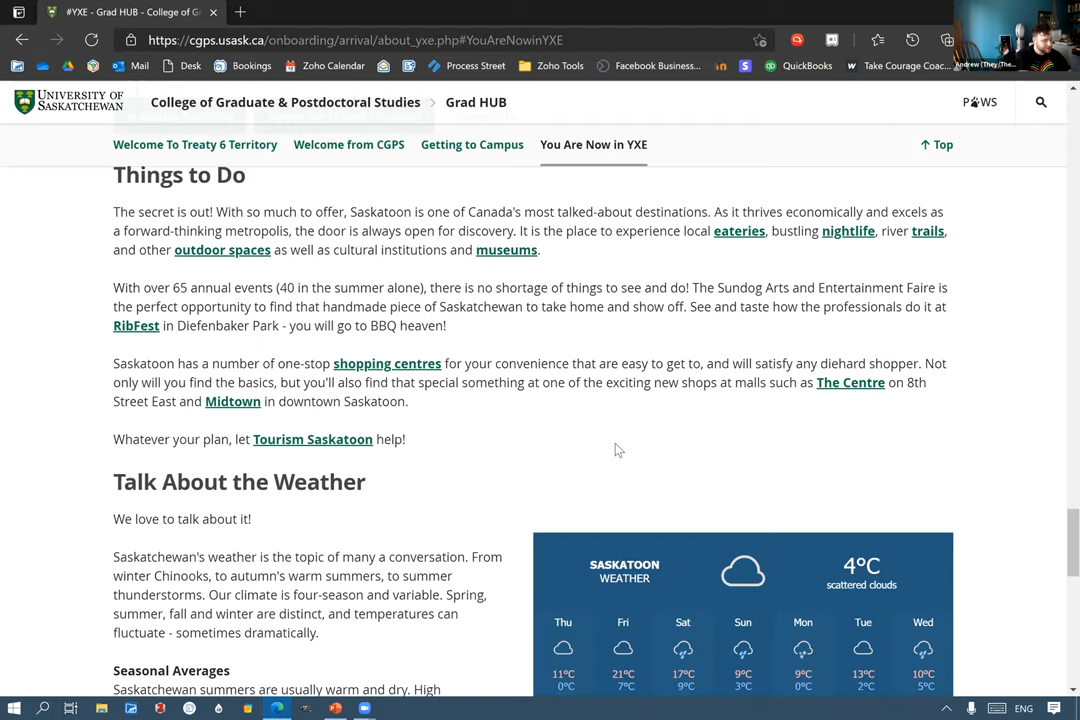 #YXE - Grad HUB - College of Gr
https://cgps.usask.ca/onboarding/arrival/about_yxe.php#YouAreNowinYXE
Andrew (They/The...
Mail
Desk
Bookings
Zoho Calendar
Process Street
Zoho Tools
Facebook Business...
QuickBooks
Take Courage Coac...
UNIVERSITY OF SASKATCHEWAN
College of Graduate & Postdoctoral Studies
Grad HUB
PAWS
Welcome To Treaty 6 Territory
Welcome from CGPS
Getting to Campus
You Are Now in YXE
↑ Top
Things to Do
The secret is out! With so much to offer, Saskatoon is one of Canada's most talked-about destinations. As it thrives economically and excels as
a forward-thinking metropolis, the door is always open for discovery. It is the place to experience local eateries, bustling nightlife, river trails,
and other outdoor spaces as well as cultural institutions and museums.
With over 65 annual events (40 in the summer alone), there is no shortage of things to see and do! The Sundog Arts and Entertainment Faire is
the perfect opportunity to find that handmade piece of Saskatchewan to take home and show off. See and taste how the professionals do it at
RibFest in Diefenbaker Park - you will go to BBQ heaven!
Saskatoon has a number of one-stop shopping centres for your convenience that are easy to get to, and will satisfy any diehard shopper. Not
only will you find the basics, but you'll also find that special something at one of the exciting new shops at malls such as The Centre on 8th
Street East and Midtown in downtown Saskatoon.
Whatever your plan, let Tourism Saskatoon help!
Talk About the Weather
We love to talk about it!
Saskatchewan's weather is the topic of many a conversation. From
winter Chinooks, to autumn's warm summers, to summer
thunderstorms. Our climate is four-season and variable. Spring,
summer, fall and winter are distinct, and temperatures can
fluctuate - sometimes dramatically.
Seasonal Averages
Saskatchewan summers are usually warm and dry. High
SASKATOON
WEATHER
4°C
scattered clouds
Thu Fri Sat Sun Mon Tue Wed
11°C 21°C 17°C 9°C 9°C 13°C 10°C
0°C 7°C 9°C 3°C 0°C 2°C 5°C
ENG